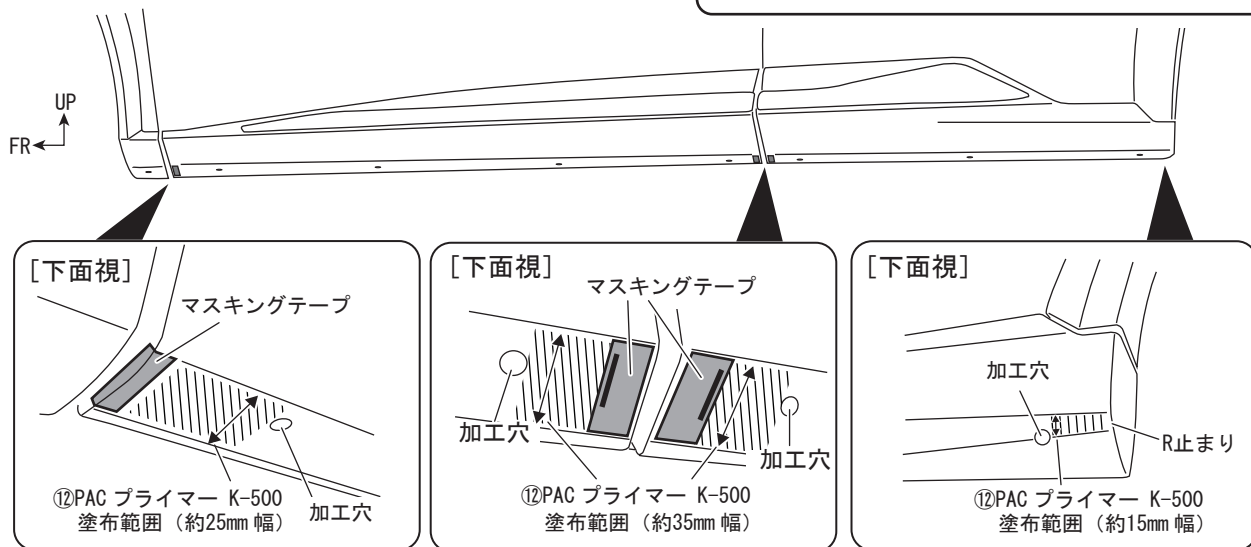 UP
FR
[下面視]
マスキングテープ
加工穴
⑫PAC プライマー K-500
塗布範囲（約25mm 幅）
[下面視]
マスキングテープ
加工穴
加工穴
⑫PAC プライマー K-500
塗布範囲（約35mm 幅）
[下面視]
加工穴
R止まり
⑫PAC プライマー K-500
塗布範囲（約15mm 幅）